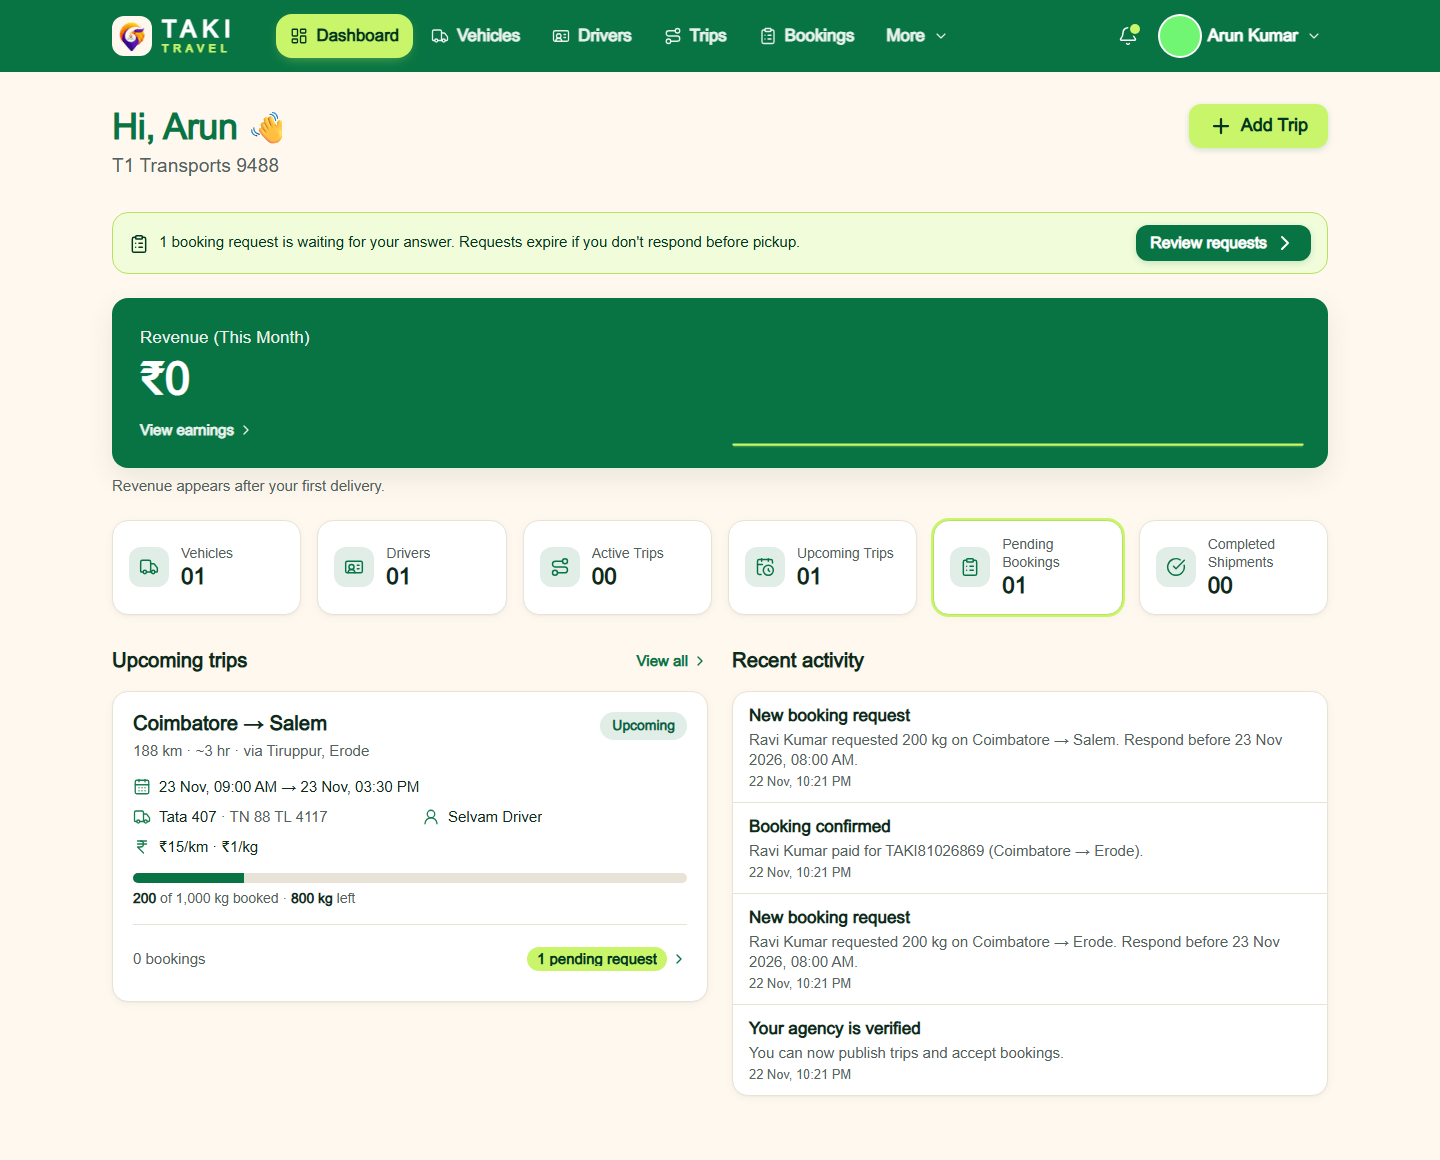 TAKI
TRAVEL
Dashboard
Vehicles
Drivers
Trips
Bookings
More
Arun Kumar
Hi, Arun 👋
T1 Transports 9488
Add Trip
1 booking request is waiting for your answer. Requests expire if you don't respond before pickup.
Review requests
Revenue (This Month)
₹0
View earnings
Revenue appears after your first delivery.
Vehicles
01
Drivers
01
Active Trips
00
Upcoming Trips
01
Pending
Bookings
01
Completed
Shipments
00
Upcoming trips
View all
Coimbatore → Salem
Upcoming
188 km · ~3 hr · via Tiruppur, Erode
23 Nov, 09:00 AM → 23 Nov, 03:30 PM
Tata 407 · TN 88 TL 4117
Selvam Driver
₹15/km · ₹1/kg
200 of 1,000 kg booked · 800 kg left
0 bookings
1 pending request
Recent activity
New booking request
Ravi Kumar requested 200 kg on Coimbatore → Salem. Respond before 23 Nov
2026, 08:00 AM.
22 Nov, 10:21 PM
Booking confirmed
Ravi Kumar paid for TAKI81026869 (Coimbatore → Erode).
22 Nov, 10:21 PM
New booking request
Ravi Kumar requested 200 kg on Coimbatore → Erode. Respond before 23 Nov
2026, 08:00 AM.
22 Nov, 10:21 PM
Your agency is verified
You can now publish trips and accept bookings.
22 Nov, 10:21 PM